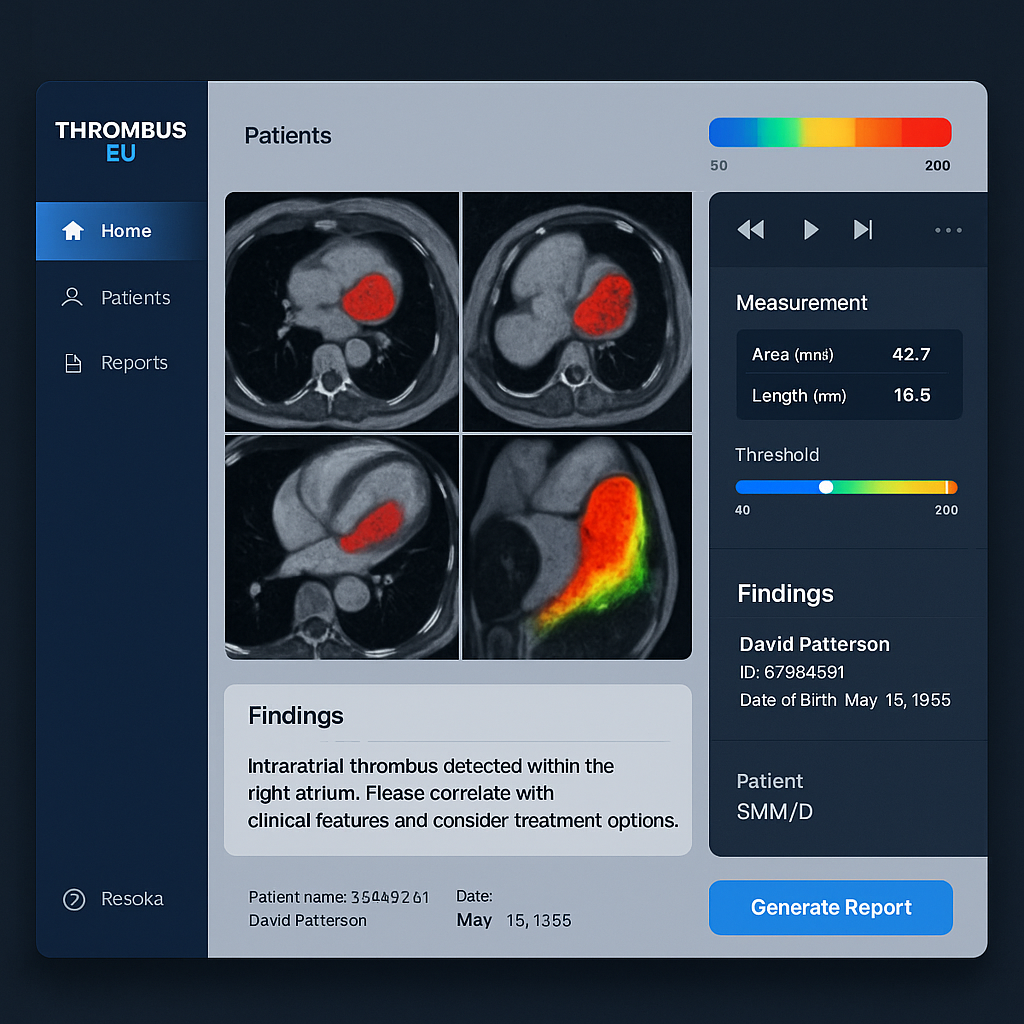 THROMBUS
EU
Home
Patients
Reports
Resoka
Patients
50 200
Measurement
Area (mm²) 42.7
Length (mm) 16.5
Threshold
40 200
Findings
David Patterson
ID: 67984591
Date of Birth May 15, 1955
Patient
SMM/D
Findings
Intraratrial thrombus detected within the
right atrium. Flease correlate with
clinical features and consider treatment options.
Patient name: 35449261
David Patterson
Date:
May 15, 1355
Generate Report